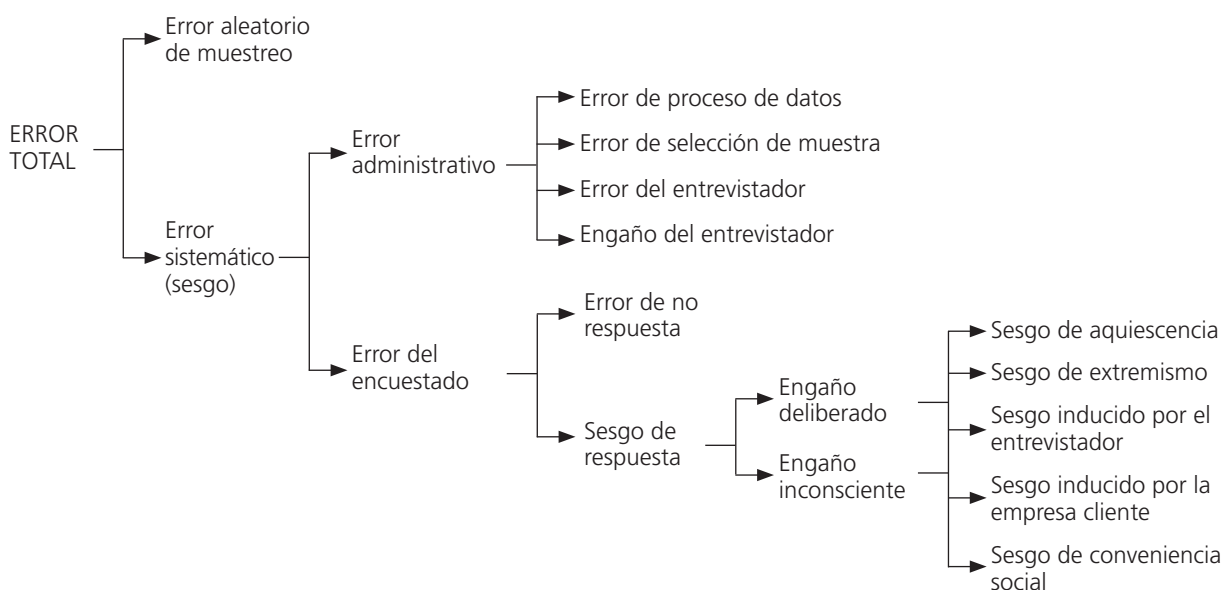 Error aleatorio
de muestreo
ERROR
TOTAL
Error
sistemático
(sesgo)
Error
administrativo
Error de proceso de datos
Error de selección de muestra
Error del entrevistador
Engaño del entrevistador
Error del
encuestado
Error de no
respuesta
Sesgo de
respuesta
Engaño
deliberado
Engaño
inconsciente
Sesgo de aquiescencia
Sesgo de extremismo
Sesgo inducido por el
entrevistador
Sesgo inducido por la
empresa cliente
Sesgo de conveniencia
social